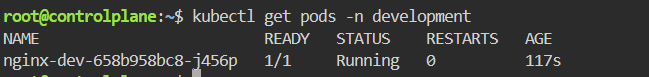 root@controlplane:~$ kubectl get pods -n development
NAME READY STATUS RESTARTS AGE
nginx-dev-658b958bc8-j456p 1/1 Running 0 117s